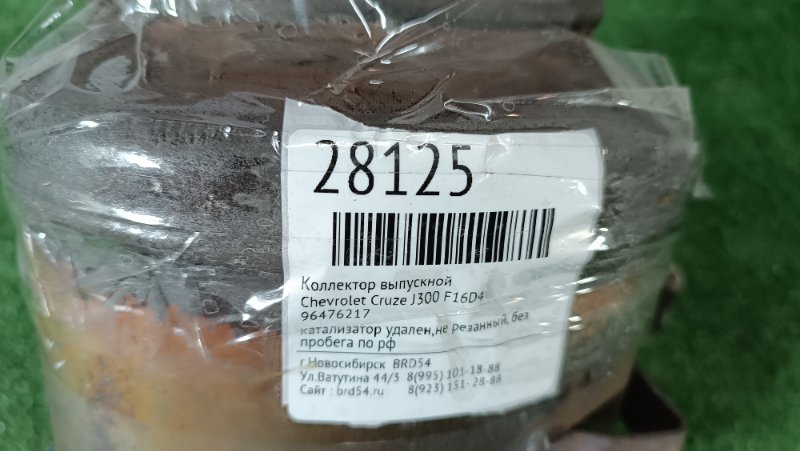 28125
Коллектор выпускной
Chevrolet Cruze J300 F16D4
96476217
катализатор удален,не резанный, без
пробега по рф
г.Новосибирск BRD54
Ул.Ватутина 44/3 8(995) 101-18-88
Сайт : brd54.ru 8(923) 151-28-88